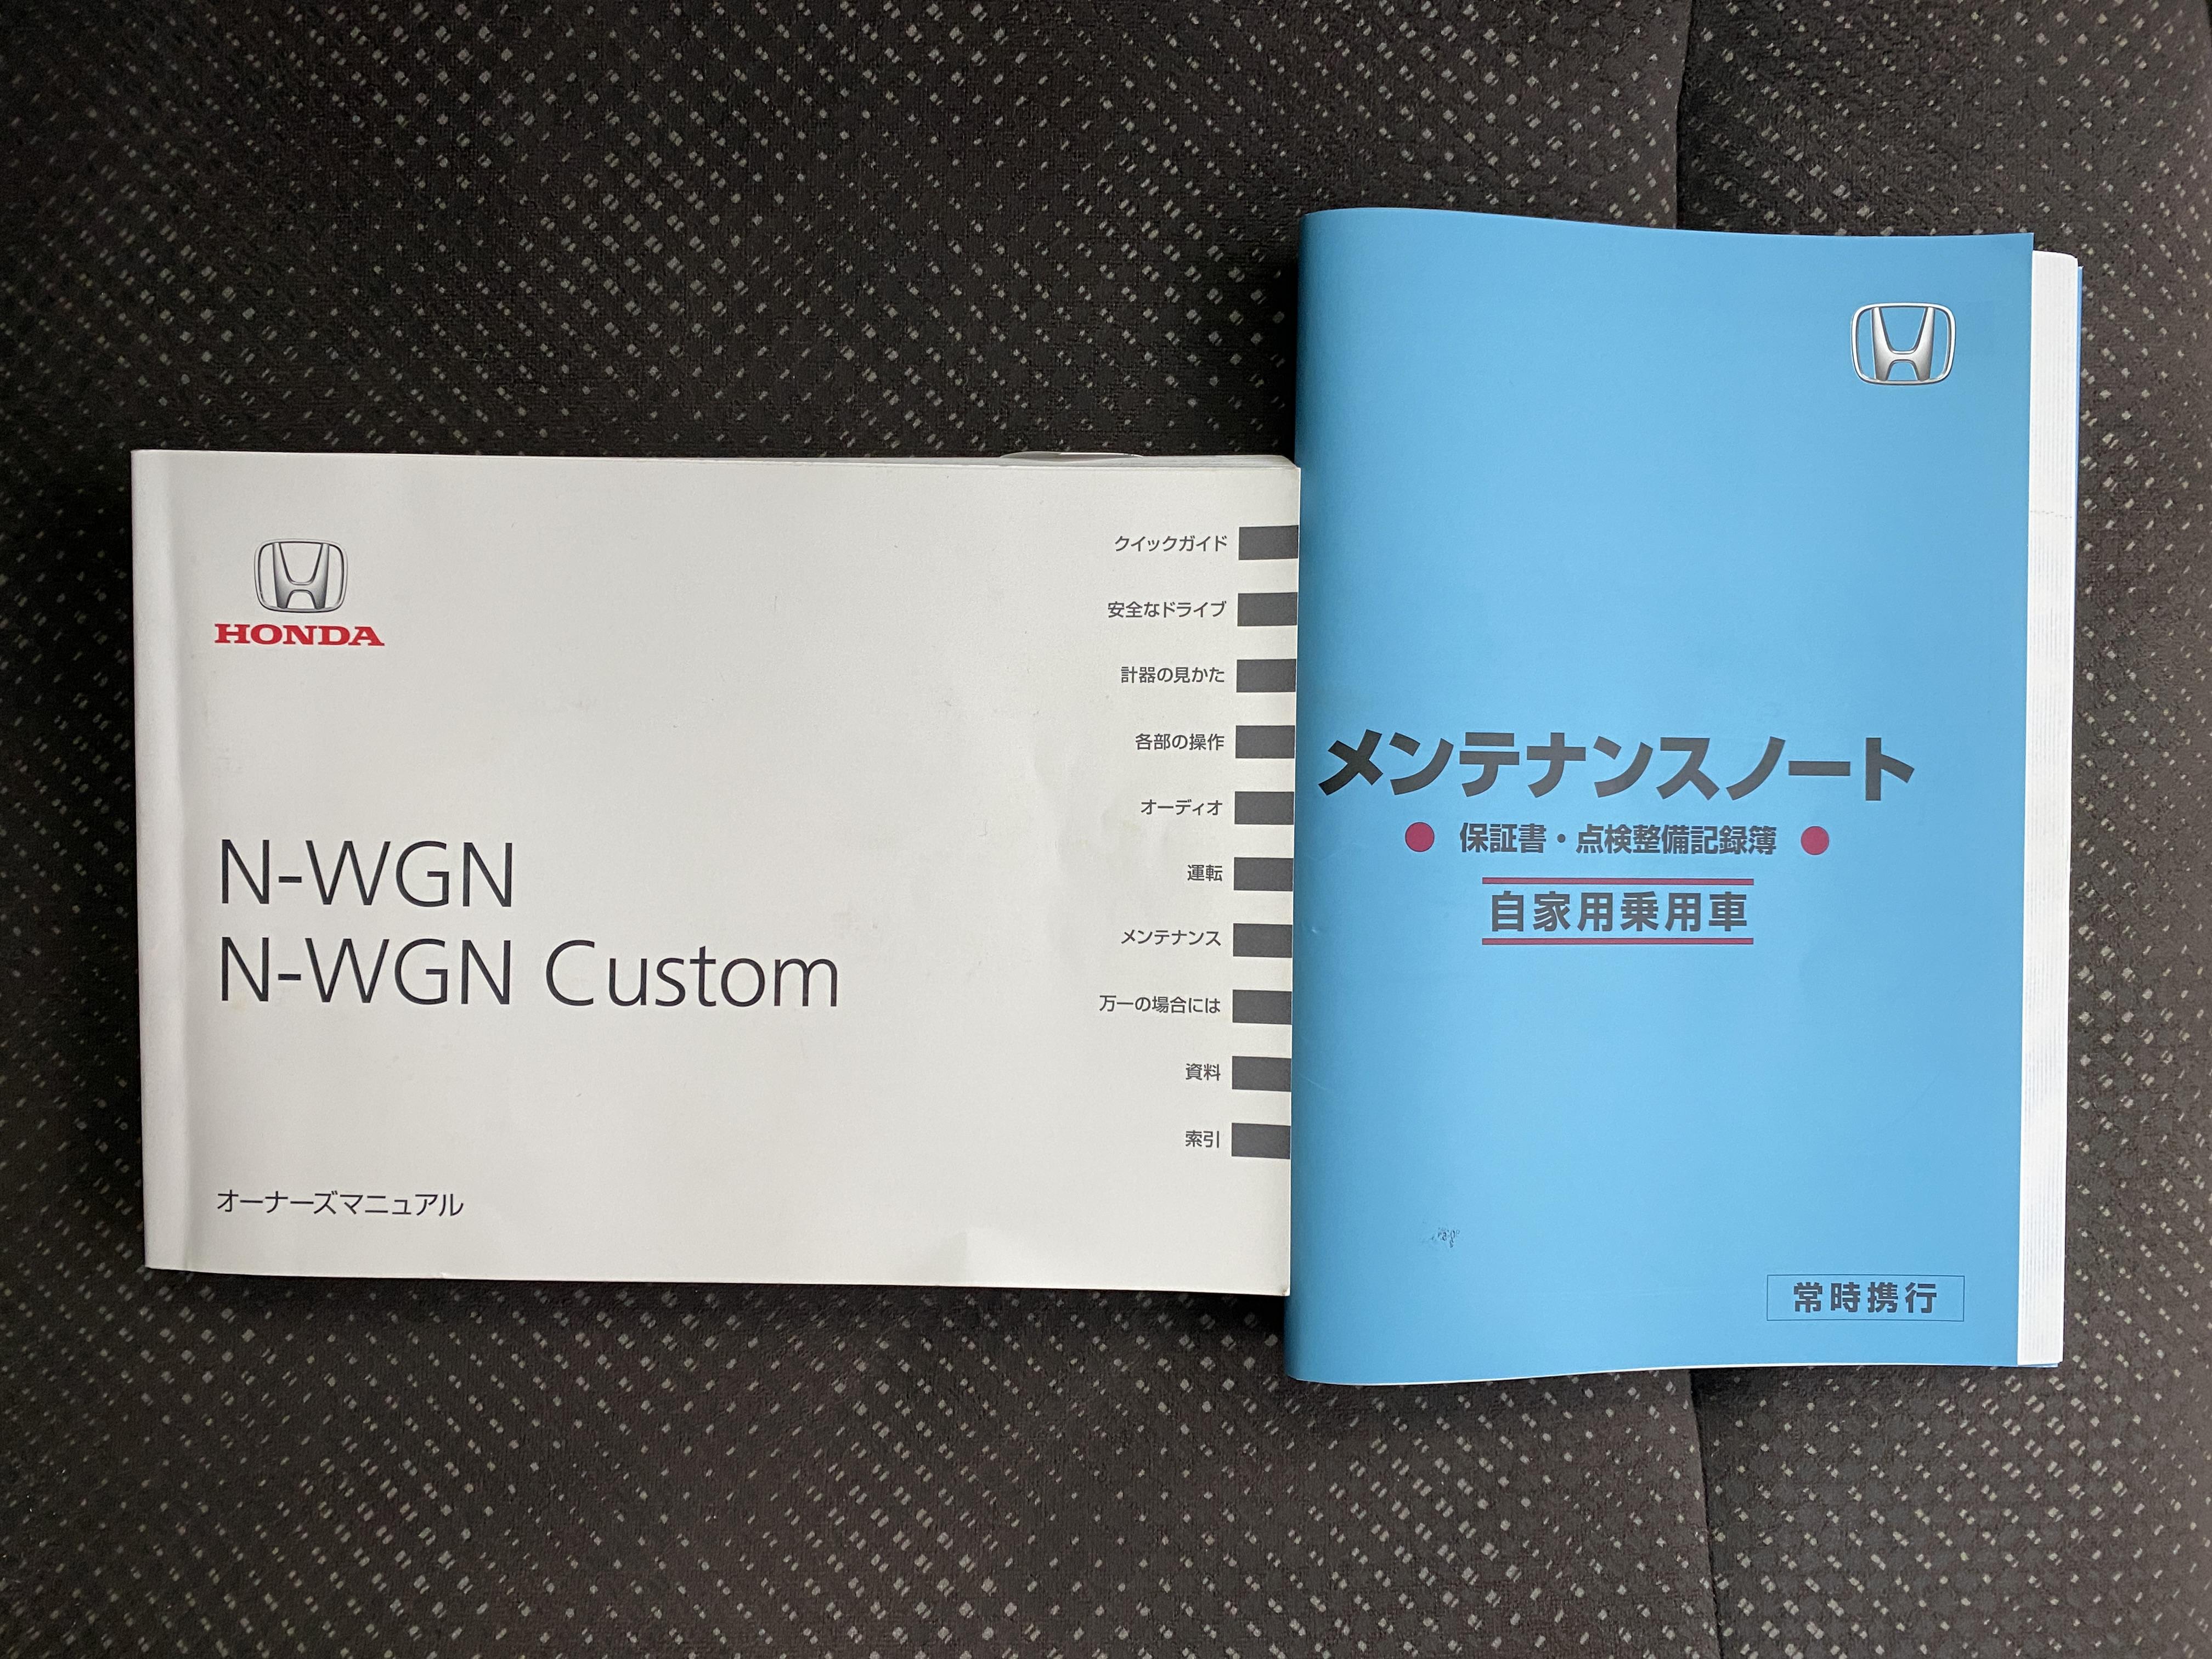 HONDA
N-WGN
N-WGN Custom
オーナーズマニュアル
クイックガイド
安全なドライブ
計器の見かた
各部の操作
オーディオ
運転
メンテナンス
万一の場合には
資料
索引
メンテナンスノート
● 保証書・点検整備記録簿 ●
自家用乗用車
常時携行